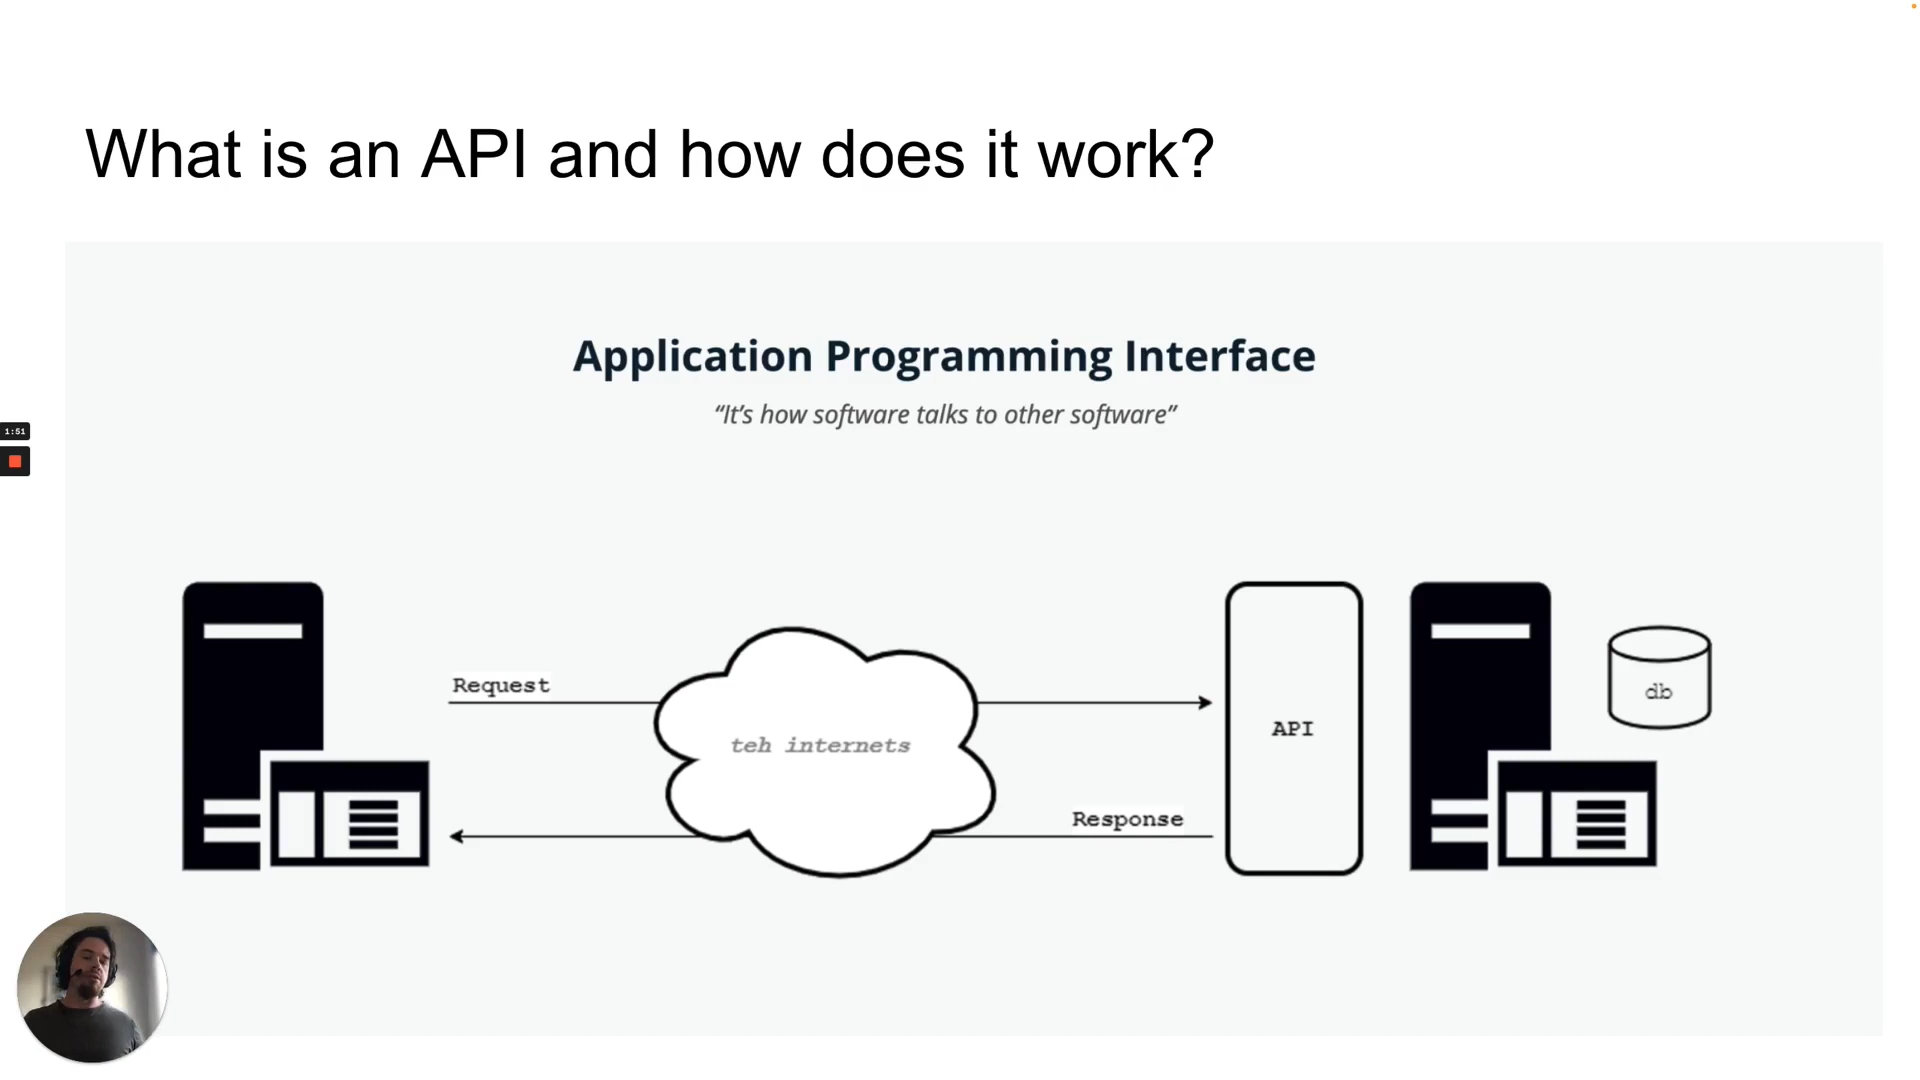 What is an API and how does it work?
Application Programming Interface
“It’s how software talks to other software”
1:51
Request
teh internets
API
db
Response